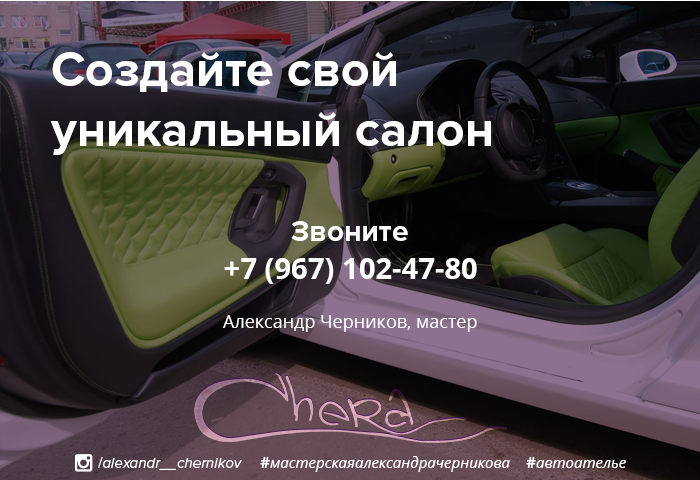 Создайте свой
уникальный салон
Звоните
+7 (967) 102-47-80
Александр Черников, мастер
Chera
/alexandr__chernikov #мастерскаяалександрачерникова #автоателье